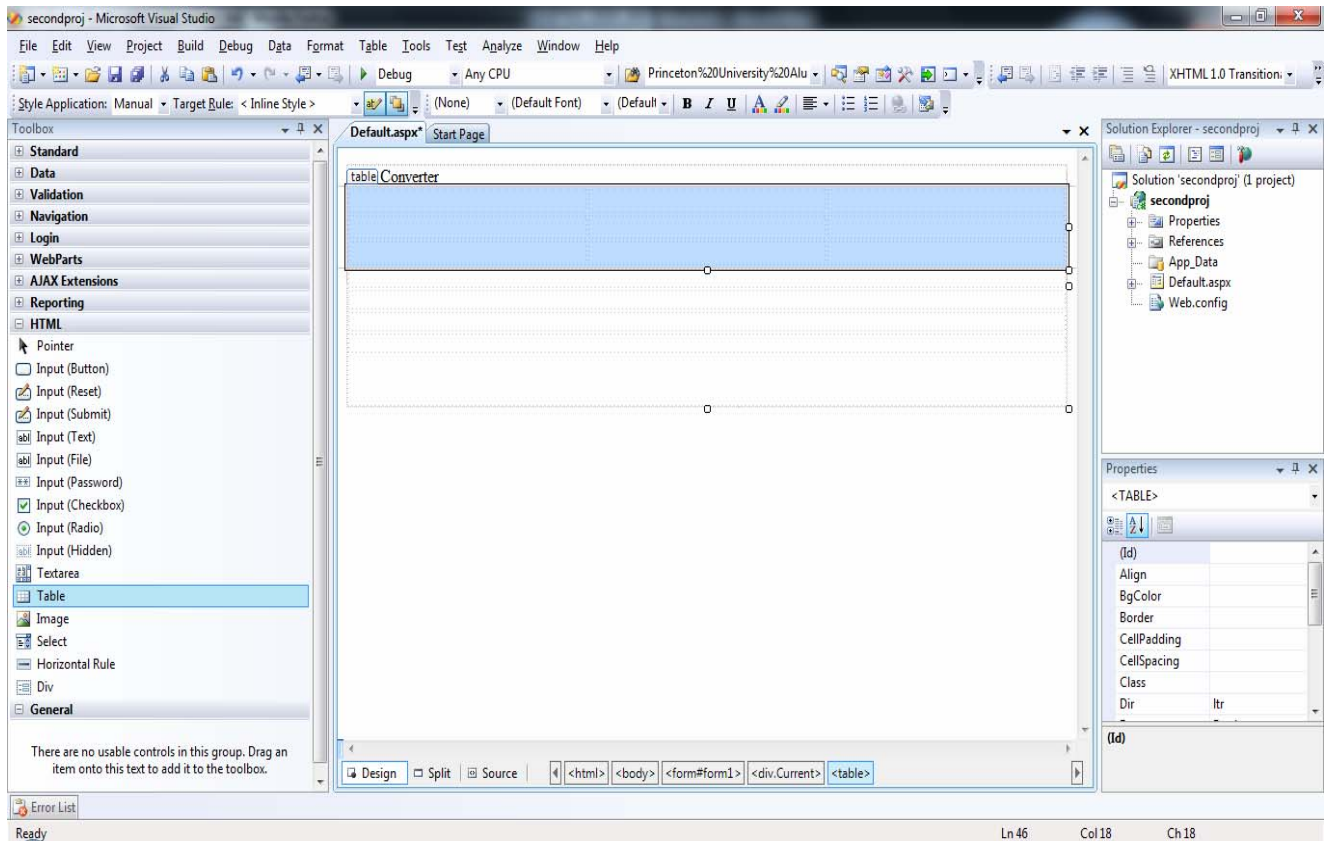 secondproj - Microsoft Visual Studio
File Edit View Project Build Debug Data Format Table Tools Test Analyze Window Help
Debug Any CPU Princeton%20University%20Alu XHTML 1.0 Transition:
Style Application: Manual Target Rule: < Inline Style > (None) (Default Font) (Default B I U A
Toolbox
Standard
Data
Validation
Navigation
Login
WebParts
AJAX Extensions
Reporting
HTML
Pointer
Input (Button)
Input (Reset)
Input (Submit)
abl Input (Text)
abl Input (File)
Input (Password)
Input (Checkbox)
Input (Radio)
abl Input (Hidden)
Textarea
Table
Image
Select
Horizontal Rule
Div
General
There are no usable controls in this group. Drag an
item onto this text to add it to the toolbox.
Default.aspx* Start Page
table Converter
Design Split Source <html> <body> <form#form1> <div.Current> <table>
Solution Explorer - secondproj
Solution 'secondproj' (1 project)
secondproj
Properties
References
App_Data
Default.aspx
Web.config
Properties
<TABLE>
(Id)
Align
BgColor
Border
CellPadding
CellSpacing
Class
Dir ltr
(Id)
Error List
Ready Ln 46 Col 18 Ch 18